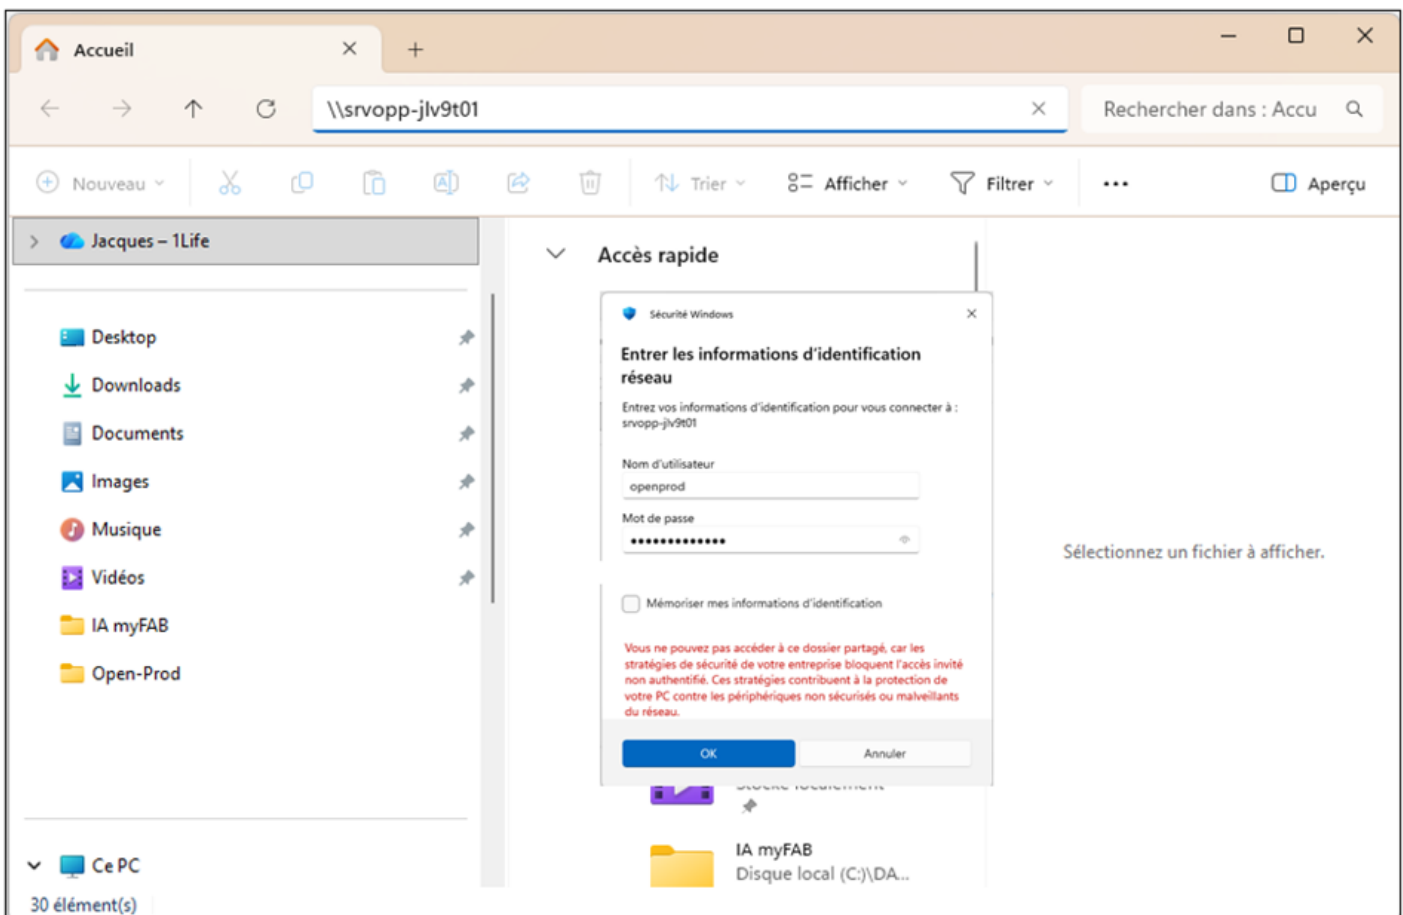 Accueil
\\srvopp-jlv9t01
Rechercher dans : Accu
Nouveau
Trier
Afficher
Filtrer
Aperçu
Jacques – 1Life
Desktop
Downloads
Documents
Images
Musique
Vidéos
IA myFAB
Open-Prod
Ce PC
30 élément(s)
Accès rapide
Sécurité Windows
Entrer les informations d'identification
réseau
Entrez vos informations d'identification pour vous connecter à :
srvopp-jlv9t01
Nom d'utilisateur
openprod
Mot de passe
•••••••••••••
Mémoriser mes informations d'identification
Vous ne pouvez pas accéder à ce dossier partagé, car les
stratégies de sécurité de votre entreprise bloquent l'accès invité
non authentifié. Ces stratégies contribuent à la protection de
votre PC contre les périphériques non sécurisés ou malveillants
du réseau.
OK
Annuler
Stocké localement
IA myFAB
Disque local (C:)\DA...
Sélectionnez un fichier à afficher.